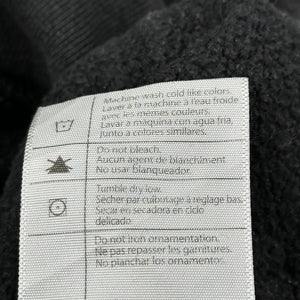 Machine wash cold like colors.
Laver à la machine à l'eau froide
avec les mêmes couleurs.
Lavar a máquina con agua fria,
junto a colores similares.
Do not bleach.
Aucun agent de blanchiment
No usar blanqueador.
Tumble dry low.
Sécher par culbutage à réglage bas.
Secar en secadora en ciclo
delicado.
Do not iron ornamentation.
Ne pas repasser les garnitures.
No planchar los ornamentos.